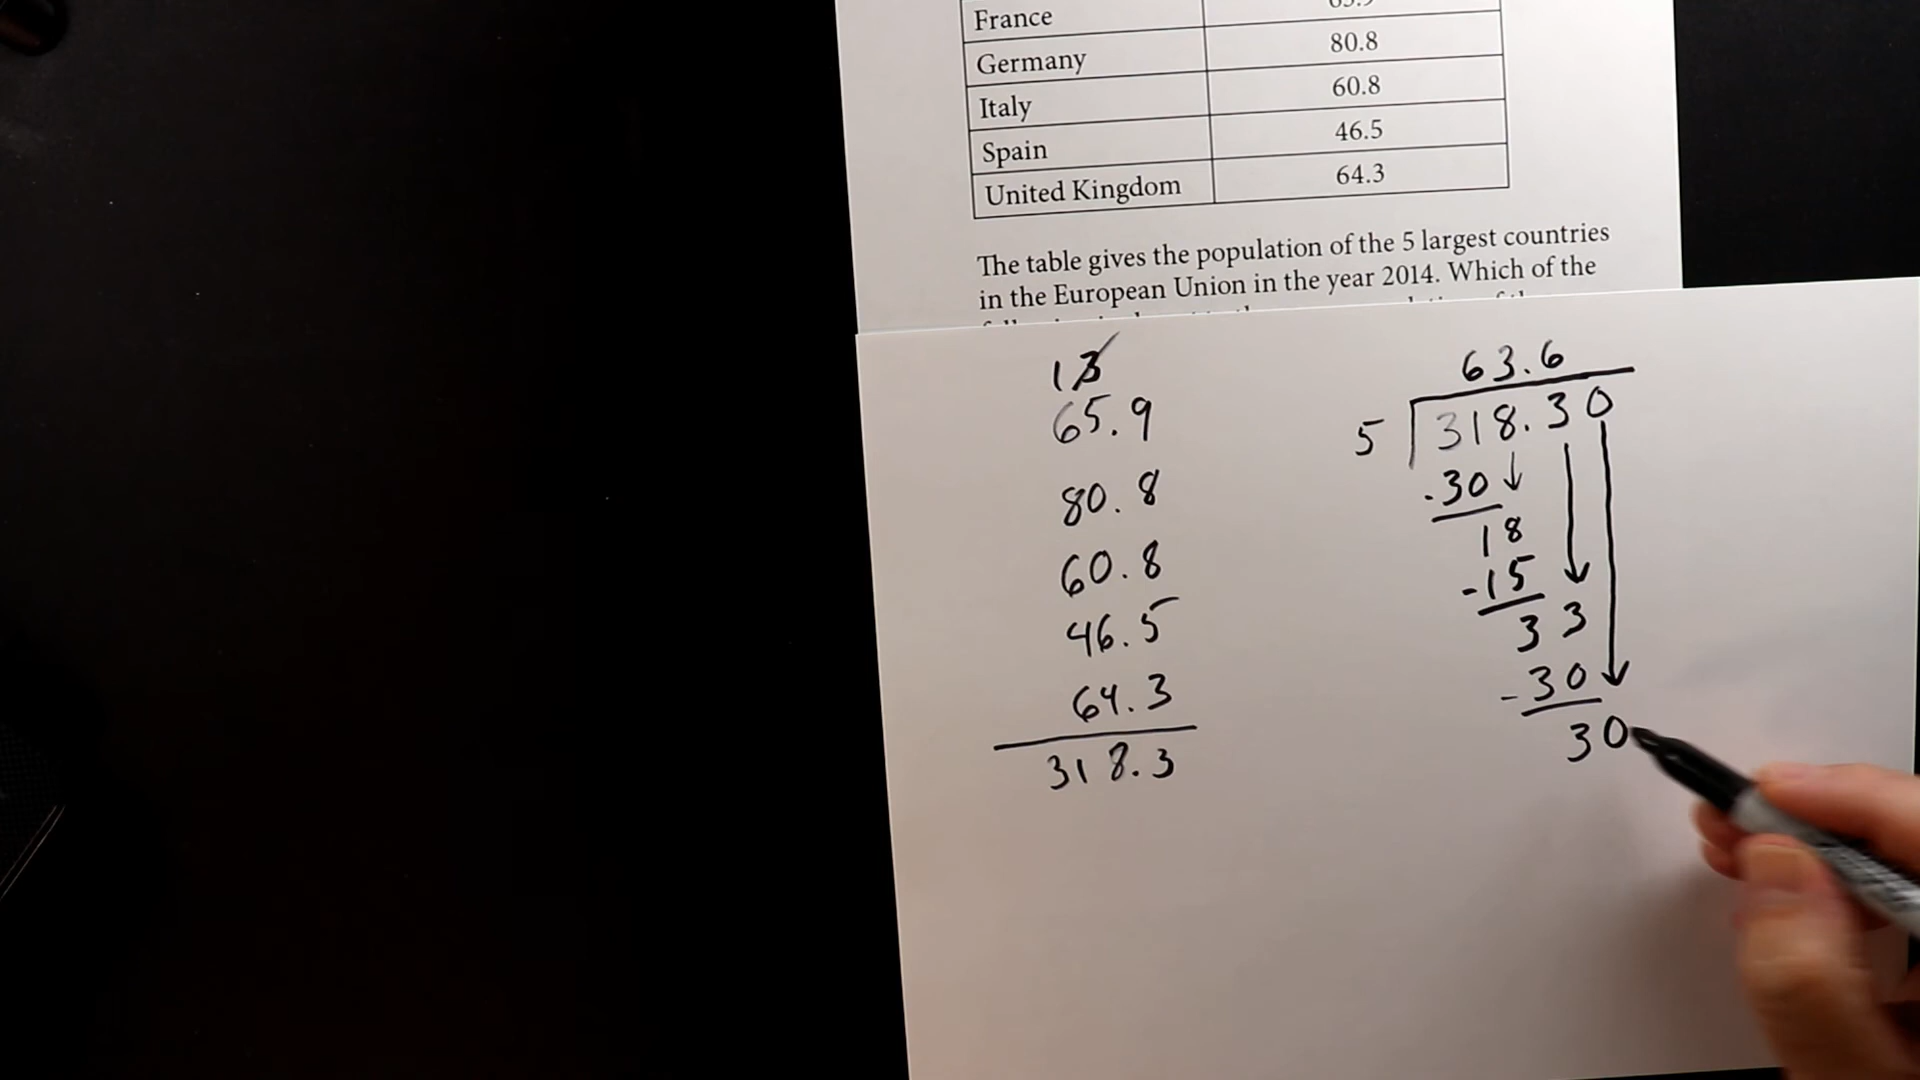 France
Germany 80.8
Italy 60.8
Spain 46.5
United Kingdom 64.3
The table gives the population of the 5 largest countries
in the European Union in the year 2014. Which of the
13
65.9
80.8
60.8
46.5
64.3
318.3
63.6
5 318.30
-30
18
-15
33
-30
30